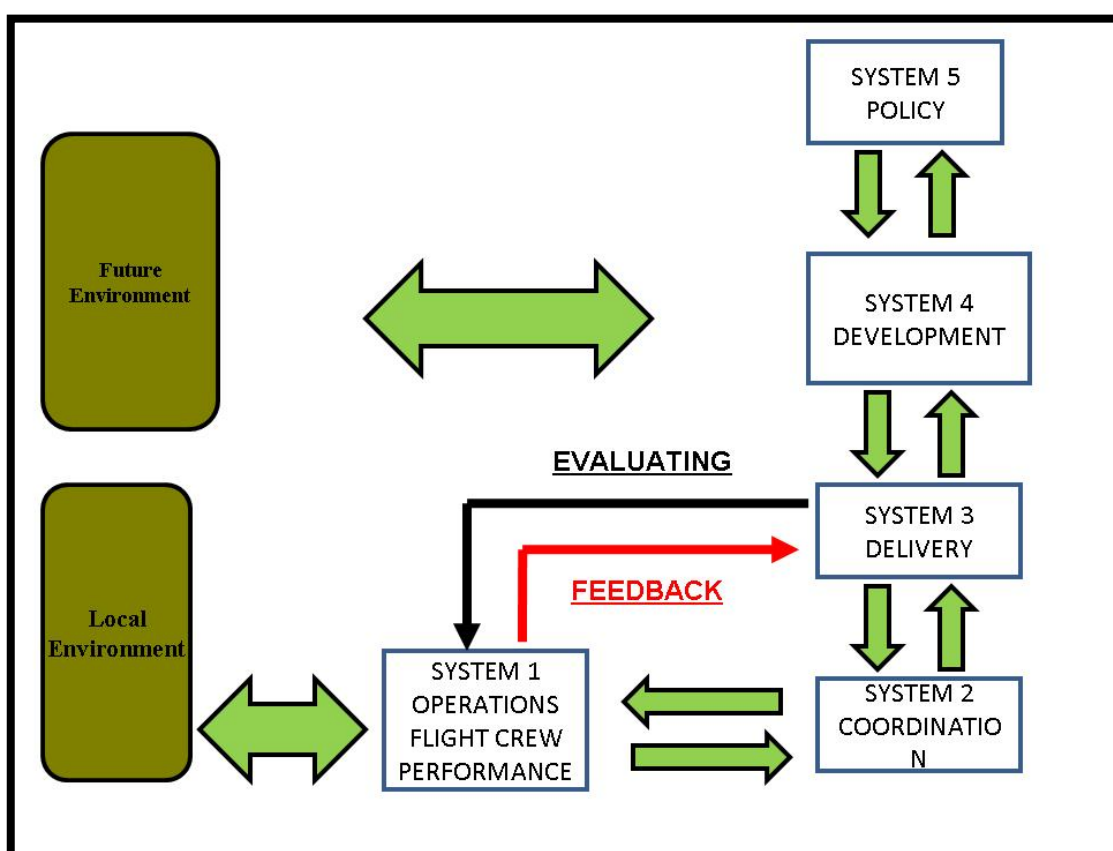 SYSTEM 5
POLICY
Future
Environment
SYSTEM 4
DEVELOPMENT
EVALUATING
SYSTEM 3
DELIVERY
FEEDBACK
Local
Environment
SYSTEM 1
OPERATIONS
FLIGHT CREW
PERFORMANCE
SYSTEM 2
COORDINATIO
N